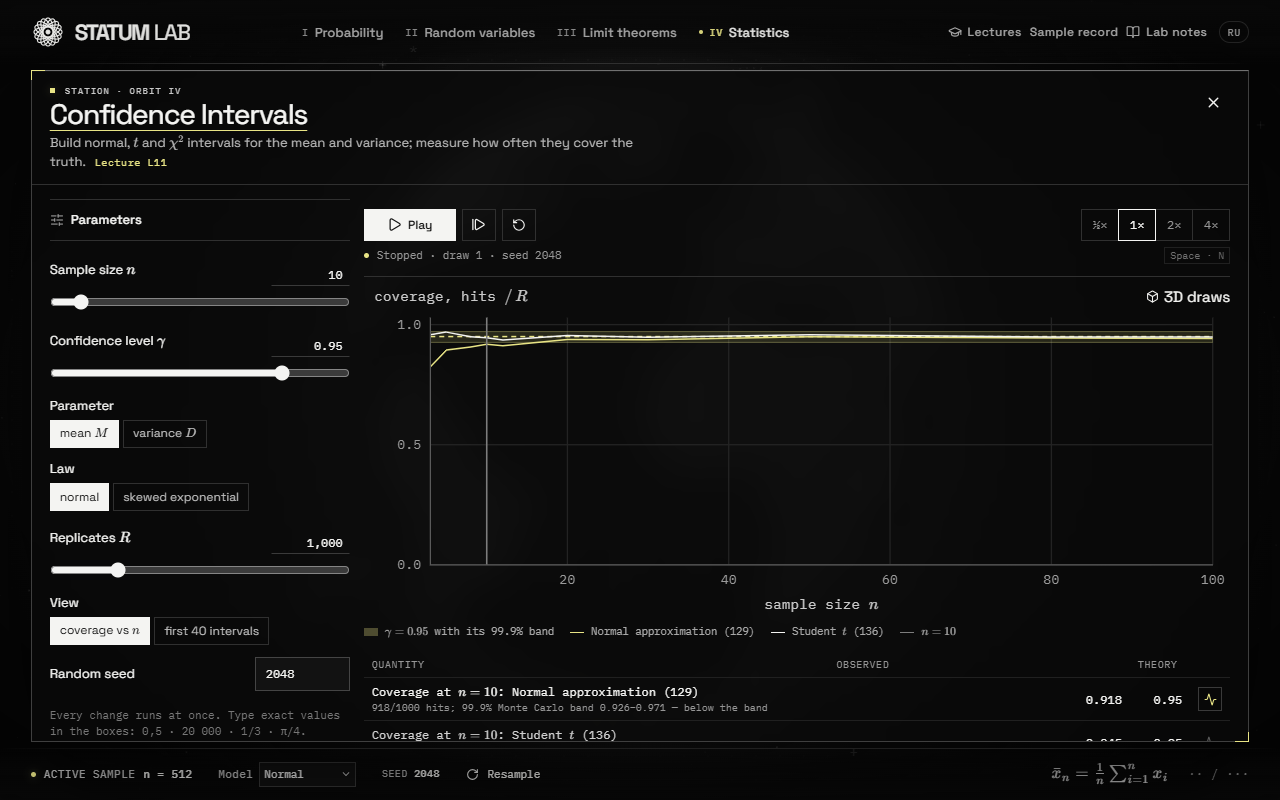 STATUM LAB
I Probability
II Random variables
III Limit theorems
IV Statistics
Lectures
Sample record
Lab notes
RU
STATION · ORBIT IV
Confidence Intervals
Build normal, t and χ² intervals for the mean and variance; measure how often they cover the
truth. Lecture L11
Parameters
Sample size n
10
Confidence level γ
0.95
Parameter
mean M
variance D
Law
normal
skewed exponential
Replicates R
1,000
View
coverage vs n
first 40 intervals
Random seed
2048
Every change runs at once. Type exact values
in the boxes: 0,5 · 20 000 · 1/3 · π/4.
Play
1×
2×
4×
Stopped · draw 1 · seed 2048
Space · N
coverage, hits / R
3D draws
1.0
0.5
0.0
20 40 60 80 100
sample size n
γ = 0.95 with its 99.9% band
Normal approximation (129)
Student t (136)
n = 10
QUANTITY OBSERVED THEORY
Coverage at n = 10: Normal approximation (129)
918/1000 hits; 99.9% Monte Carlo band 0.926–0.971 — below the band
0.918 0.95
Coverage at n = 10: Student t (136)
ACTIVE SAMPLE n = 512
Model Normal
SEED 2048
Resample
x̄ₙ = 1/n ∑ⁿᵢ₌₁ xᵢ
·· / ···